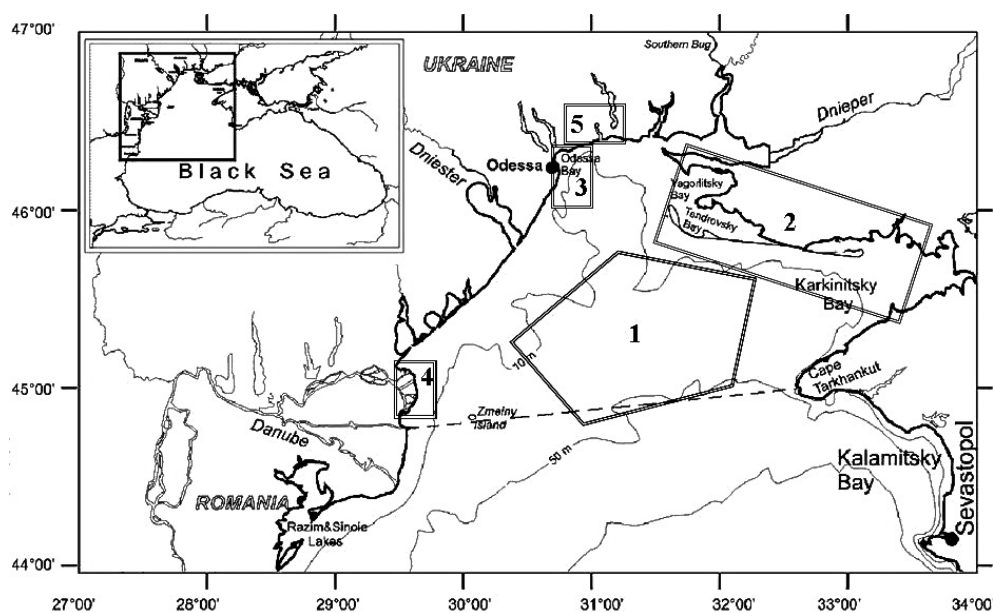 47°00'
46°00'
45°00'
44°00'
27°00'
28°00'
29°00'
30°00'
31°00'
32°00'
33°00'
34°00'
Black Sea
UKRAINE
Southern Bug
Dnieper
Dniester
Odessa
Odessa
Bay
5
3
Yagorlitsky
Bay
Tendrovsky
Bay
2
Karkinitsky
Bay
1
10 m
4
Cape
Tarkhankut
Zmeiny
Island
Danube
50 m
Kalamitsky
Bay
Sevastopol
ROMANIA
Razim&Sinoie
Lakes